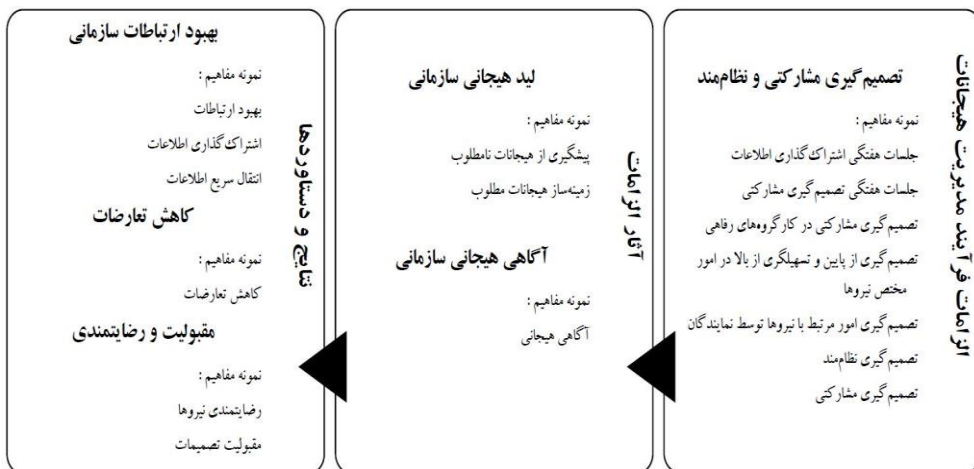 الزامات فرآیند مدیریت هیجانات
تصمیم‌گیری مشارکتی و نظام‌مند
نمونه مفاهیم :
جلسات هفتگی اشتراک‌گذاری اطلاعات
جلسات هفتگی تصمیم‌گیری مشارکتی
تصمیم‌گیری مشارکتی در کارگروه‌های رفاهی
تصمیم‌گیری از پایین و تسهیلگری از بالا در امور
مختص نیروها
تصمیم‌گیری امور مرتبط با نیروها توسط نمایندگان
تصمیم‌گیری نظام‌مند
تصمیم‌گیری مشارکتی
آثار الزامات
لید هیجانی سازمانی
نمونه مفاهیم :
پیشگیری از هیجانات نامطلوب
زمینه‌ساز هیجانات مطلوب
آگاهی هیجانی سازمانی
نمونه مفاهیم :
آگاهی هیجانی
نتایج و دستاوردها
بهبود ارتباطات سازمانی
نمونه مفاهیم :
بهبود ارتباطات
اشتراک‌گذاری اطلاعات
انتقال سریع اطلاعات
کاهش تعارضات
نمونه مفاهیم :
کاهش تعارضات
مقبولیت و رضایتمندی
نمونه مفاهیم :
رضایتمندی نیروها
مقبولیت تصمیمات